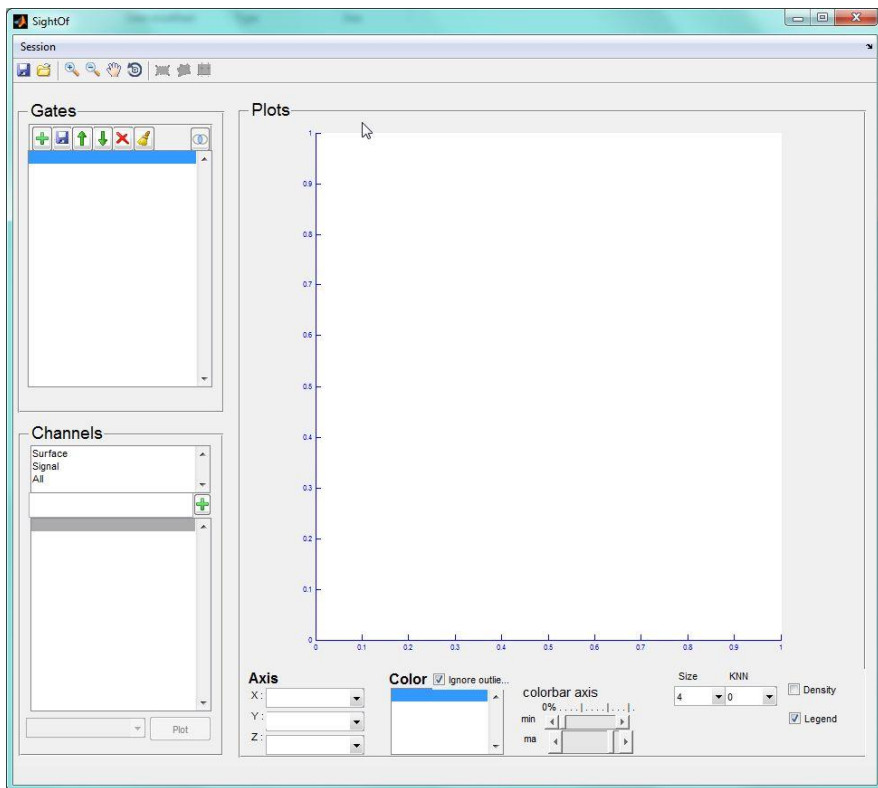 SightOf
Session
Gates
Plots
1
0.9
0.8
0.7
0.6
0.5
0.4
0.3
0.2
0.1
0
0 0.1 0.2 0.3 0.4 0.5 0.6 0.7 0.8 0.9 1
Channels
Surface
Signal
All
Plot
Axis
X:
Y:
Z:
Color Ignore outlie...
colorbar axis
0%....|....|...|.
min
ma
Size KNN
4 0
Density
Legend